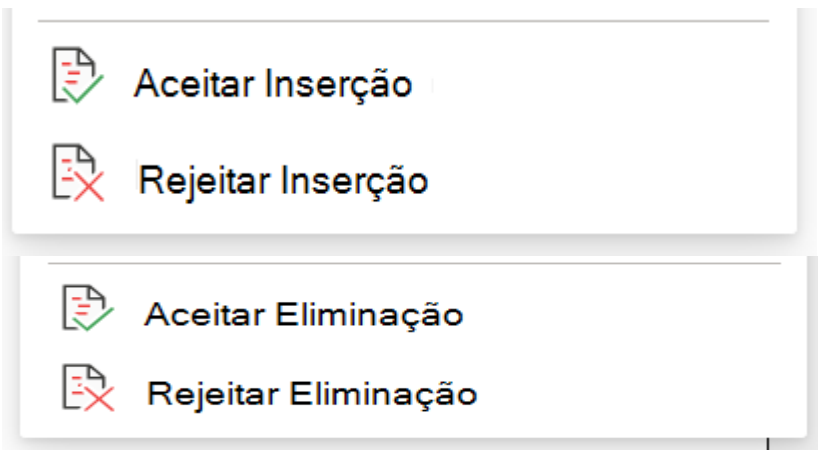 Aceitar Inserção
Rejeitar Inserção
Aceitar Eliminação
Rejeitar Eliminação